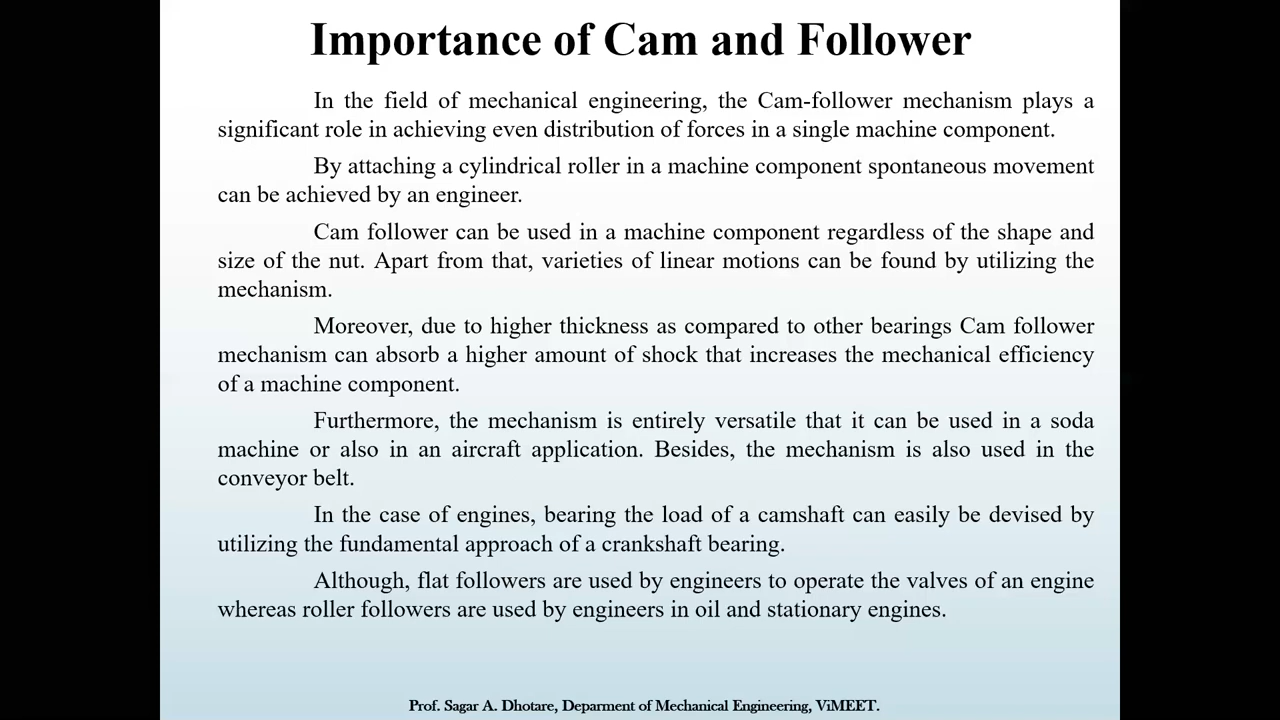 Importance of Cam and Follower
In the field of mechanical engineering, the Cam-follower mechanism plays a
significant role in achieving even distribution of forces in a single machine component.
By attaching a cylindrical roller in a machine component spontaneous movement
can be achieved by an engineer.
Cam follower can be used in a machine component regardless of the shape and
size of the nut. Apart from that, varieties of linear motions can be found by utilizing the
mechanism.
Moreover, due to higher thickness as compared to other bearings Cam follower
mechanism can absorb a higher amount of shock that increases the mechanical efficiency
of a machine component.
Furthermore, the mechanism is entirely versatile that it can be used in a soda
machine or also in an aircraft application. Besides, the mechanism is also used in the
conveyor belt.
In the case of engines, bearing the load of a camshaft can easily be devised by
utilizing the fundamental approach of a crankshaft bearing.
Although, flat followers are used by engineers to operate the valves of an engine
whereas roller followers are used by engineers in oil and stationary engines.
Prof. Sagar A. Dhotare, Deparment of Mechanical Engineering, ViMEET.